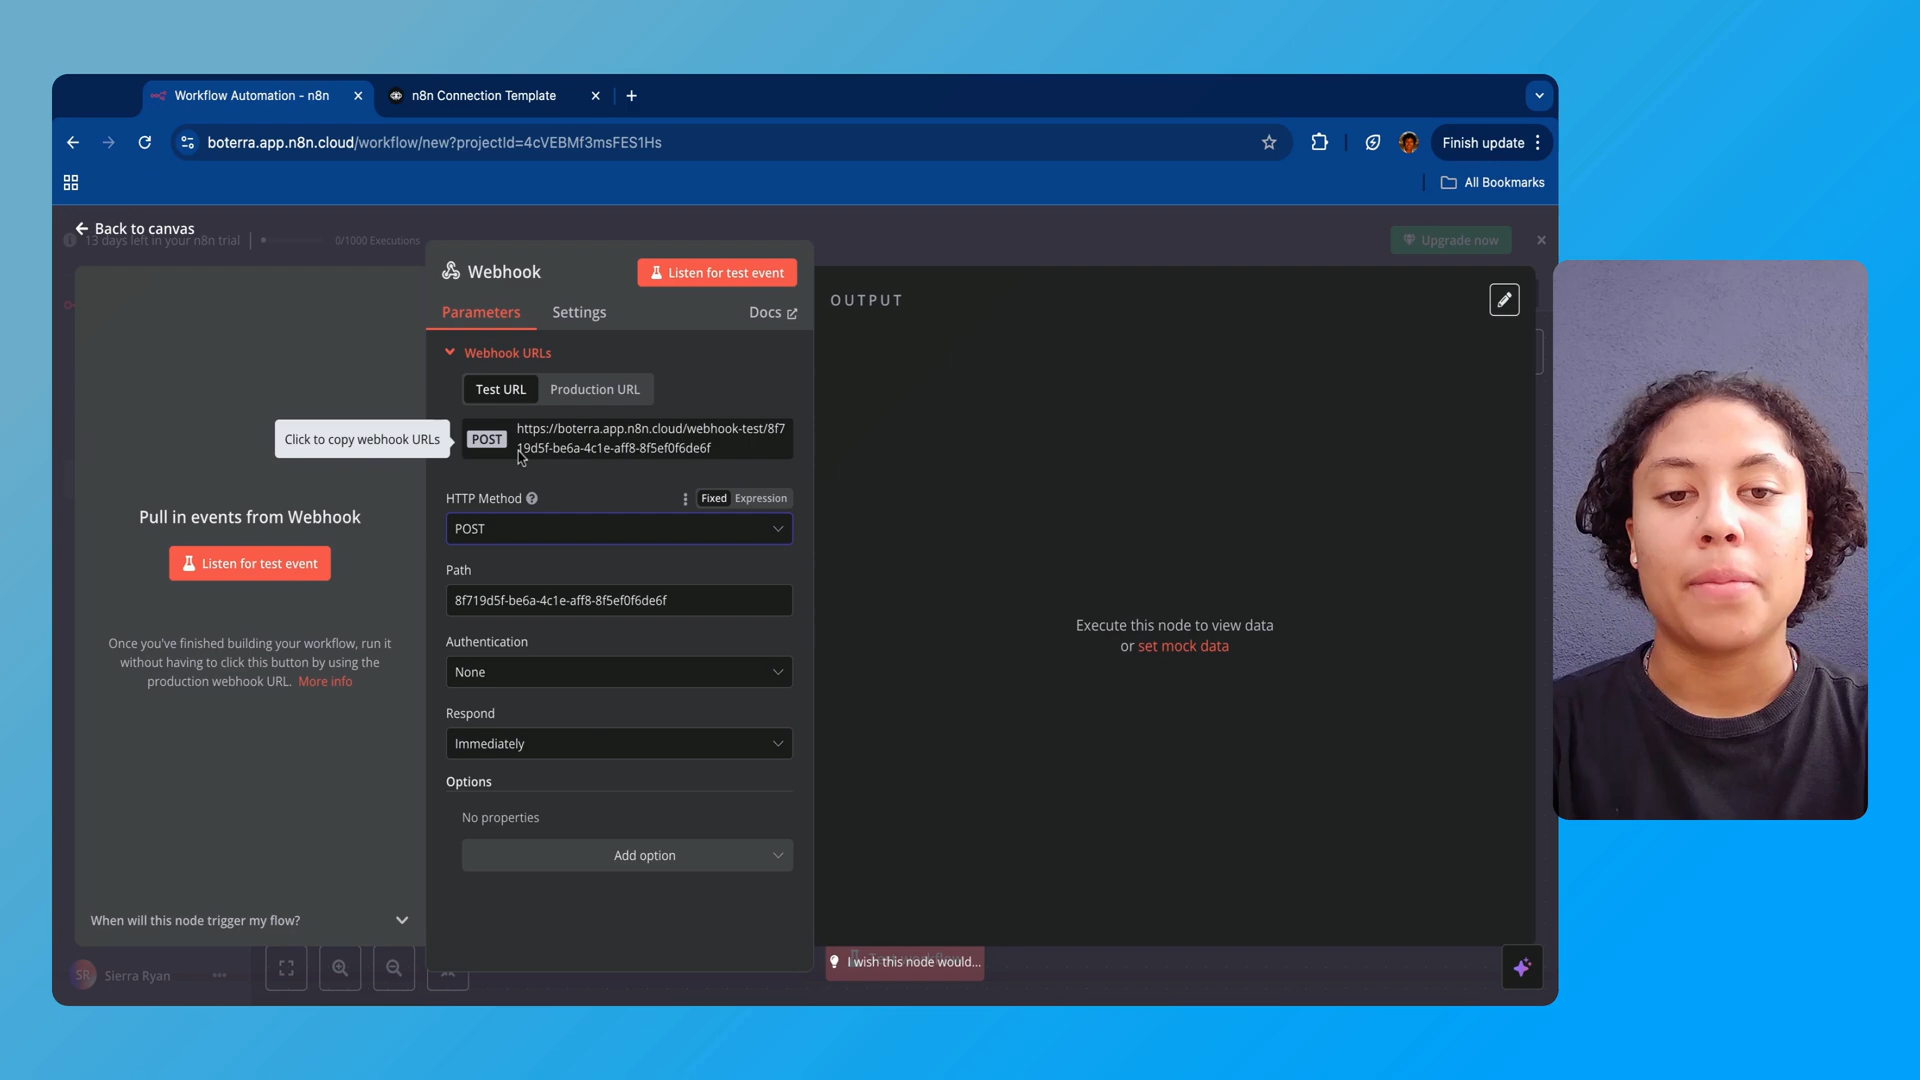 Workflow Automation - n8n
n8n Connection Template
boterra.app.n8n.cloud/workflow/new?projectId=4cVEBMf3msFES1Hs
Finish update
All Bookmarks
Back to canvas
13 days left in your n8n trial
0/1000 Executions
Upgrade now
Webhook
Listen for test event
Parameters
Settings
Docs
Webhook URLs
Test URL
Production URL
Click to copy webhook URLs
POST
https://boterra.app.n8n.cloud/webhook-test/8f7
19d5f-be6a-4c1e-aff8-8f5ef0f6de6f
HTTP Method
Fixed
Expression
POST
Path
8f719d5f-be6a-4c1e-aff8-8f5ef0f6de6f
Authentication
None
Respond
Immediately
Options
No properties
Add option
Pull in events from Webhook
Listen for test event
Once you've finished building your workflow, run it
without having to click this button by using the
production webhook URL. More info
When will this node trigger my flow?
OUTPUT
Execute this node to view data
or set mock data
SR
Sierra Ryan
I wish this node would...